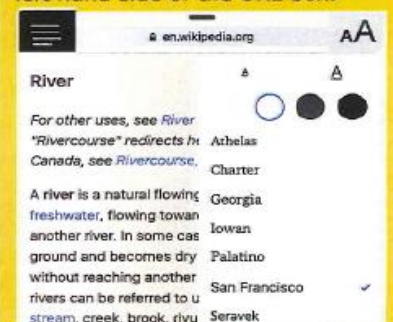 en.wikipedia.org
AA
River
A A
For other uses, see River
"Rivercourse" redirects he
Canada, see Rivercourse,
A river is a natural flowing
freshwater, flowing towar
another river. In some cas
ground and becomes dry
without reaching another
rivers can be referred to u
stream, creek, brook, rivu
Athelas
Charter
Georgia
Iowan
Palatino
San Francisco
Seravek